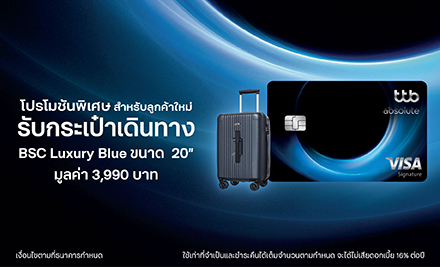 โปรโมชันพิเศษ สำหรับลูกค้าใหม่
รับกระเป๋าเดินทาง
BSC Luxury Blue ขนาด 20"
มูลค่า 3,990 บาท
ttb
absolute
VISA
Signature
เงื่อนไขตามที่ธนาคารกำหนด
ใช้เท่าที่จำเป็นและชำระคืนได้เต็มจำนวนตามกำหนด จะได้ไม่เสียดอกเบี้ย 16% ต่อปี